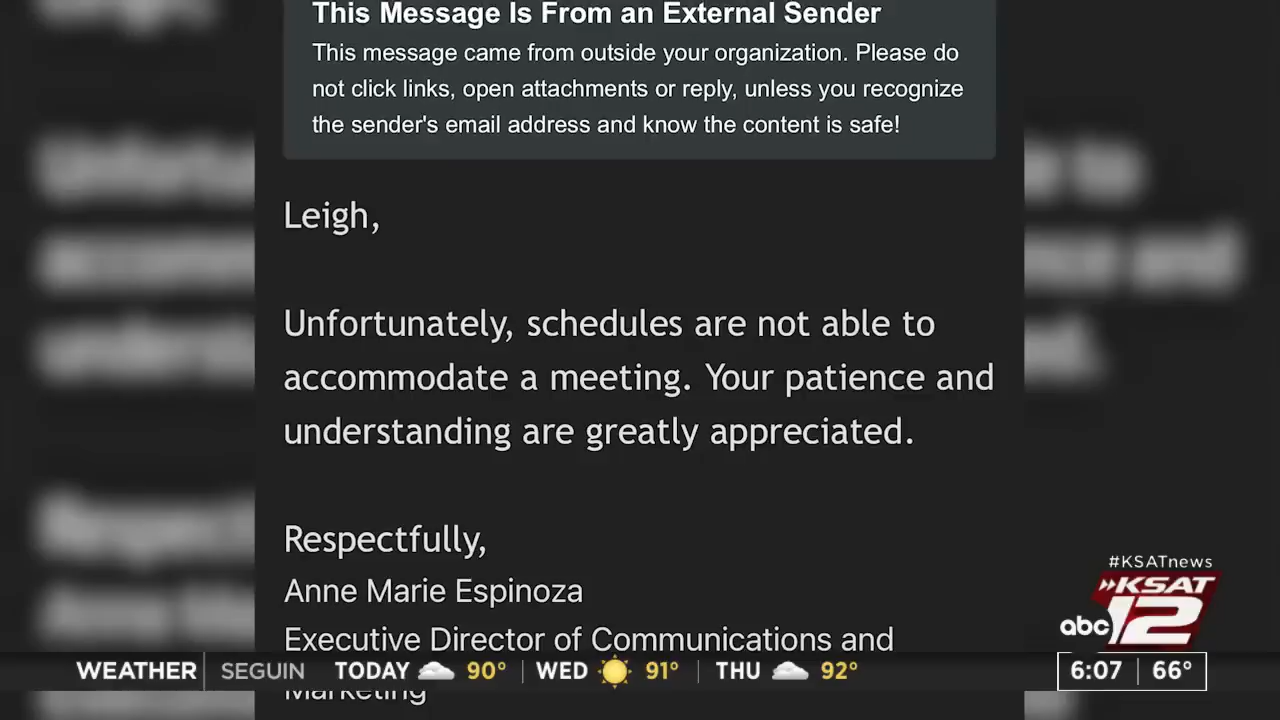 This Message Is From an External Sender
This message came from outside your organization. Please do
not click links, open attachments or reply, unless you recognize
the sender's email address and know the content is safe!
Leigh,
Unfortunately, schedules are not able to
accommodate a meeting. Your patience and
understanding are greatly appreciated.
Respectfully,
Anne Marie Espinoza
Executive Director of Communications and
Marketing
#KSATnews
KSAT
abc 12
WEATHER SEGUIN TODAY 90° WED 91° THU 92° 6:07 66°